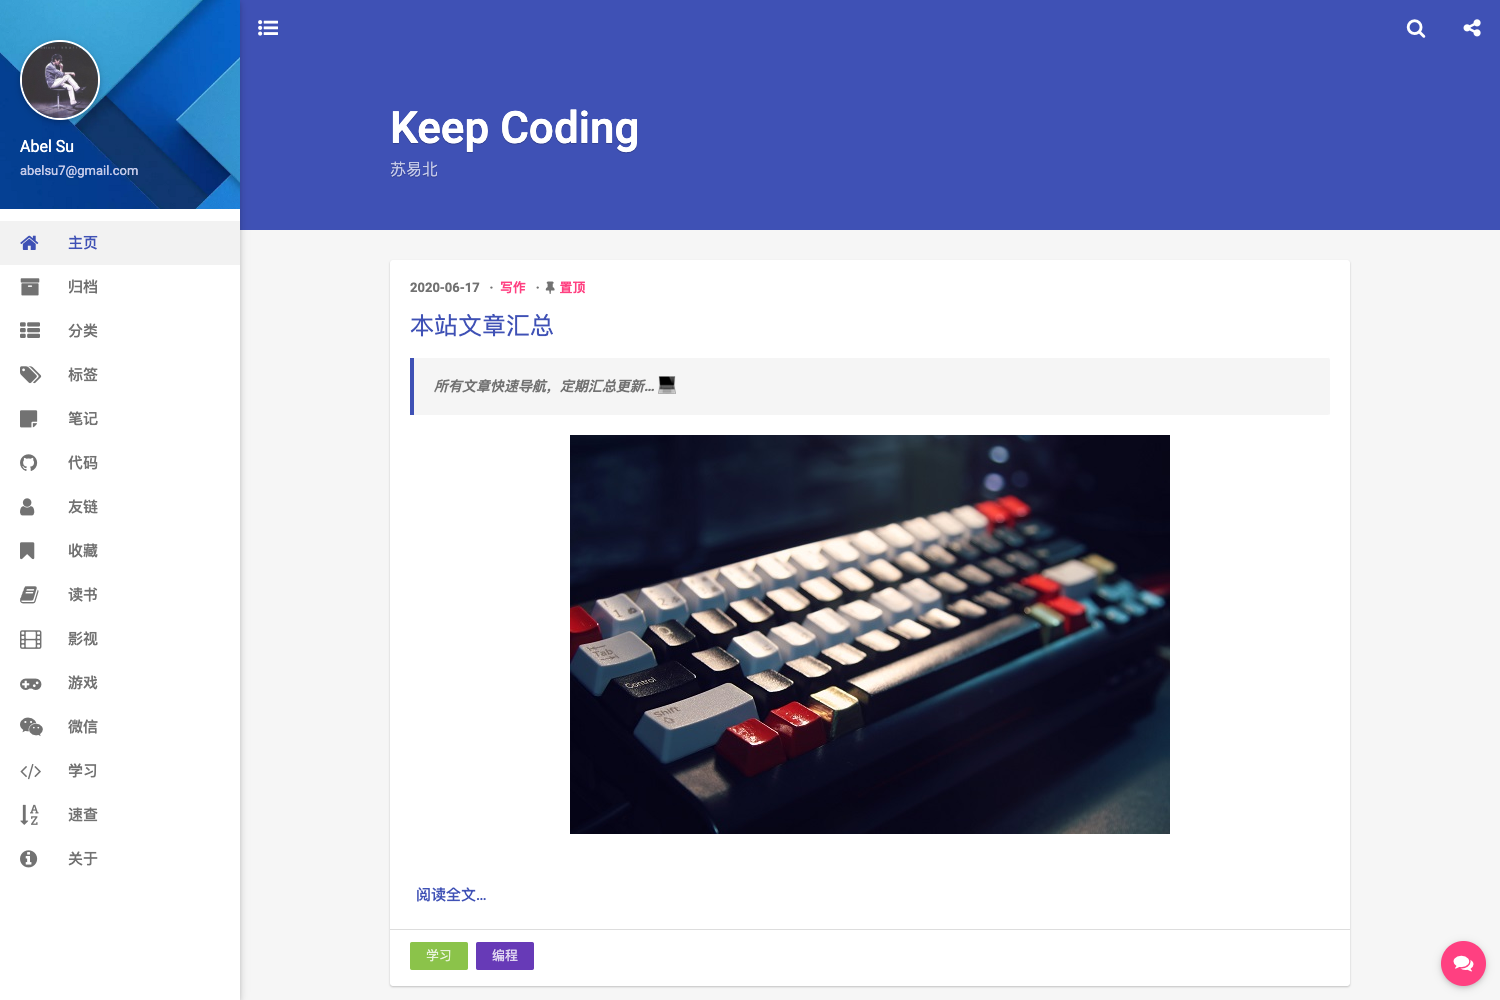 Abel Su
abelsu7@gmail.com
主页
归档
分类
标签
笔记
代码
友链
收藏
读书
影视
游戏
微信
学习
速查
关于
Keep Coding
苏易北
2020-06-17 · 写作 · 置顶
本站文章汇总
所有文章快速导航，定期汇总更新...
Tab
Control
Shift
阅读全文...
学习 编程